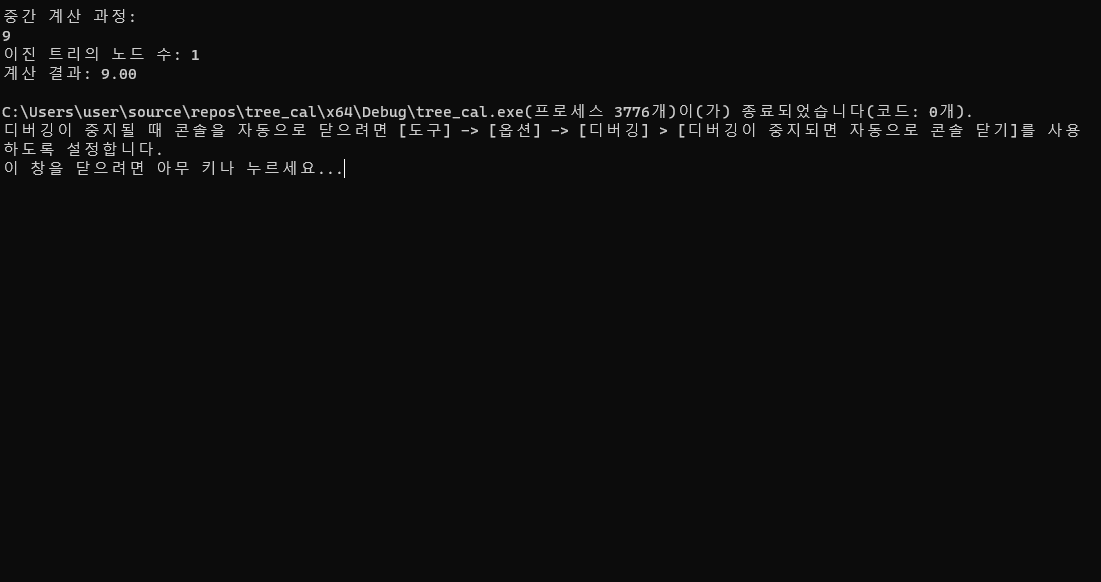 중간 계산 과정:
9
이진 트리의 노드 수: 1
계산 결과: 9.00
C:\Users\user\source\repos\tree_cal\x64\Debug\tree_cal.exe(프로세스 3776개)이(가) 종료되었습니다(코드: 0개).
디버깅이 중지될 때 콘솔을 자동으로 닫으려면 [도구] -> [옵션] -> [디버깅] > [디버깅이 중지되면 자동으로 콘솔 닫기]를 사용
하도록 설정합니다.
이 창을 닫으려면 아무 키나 누르세요...